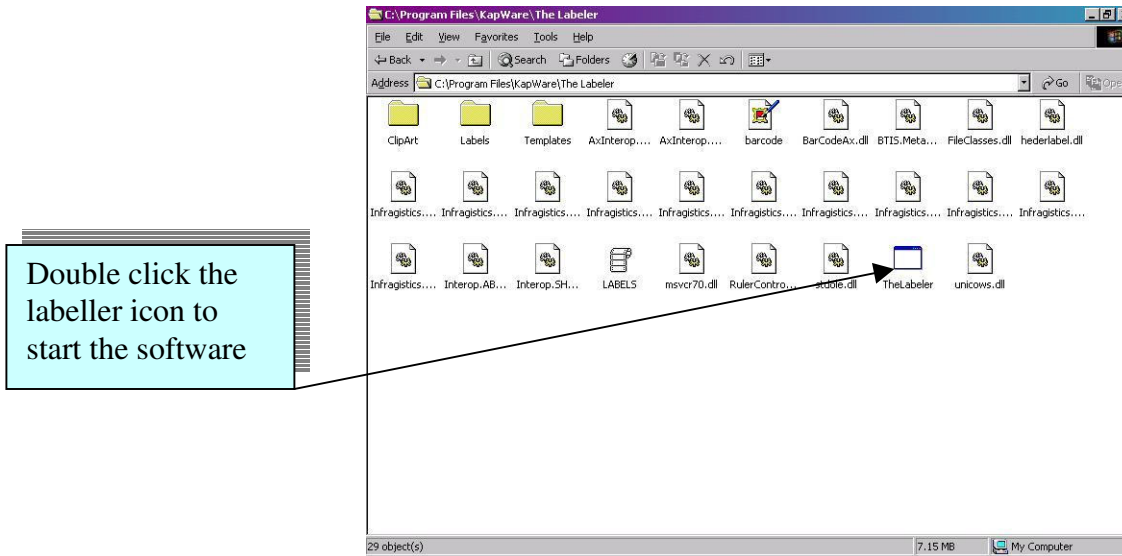 C:\Program Files\KapWare\The Labeler
File Edit View Favorites Tools Help
Back Search Folders
Address C:\Program Files\KapWare\The Labeler Go
ClipArt Labels Templates AxInterop.... AxInterop.... barcode BarCodeAx.dll BTIS.Meta... FileClasses.dll hederlabel.dll
Infragistics.... Infragistics.... Infragistics.... Infragistics.... Infragistics.... Infragistics.... Infragistics.... Infragistics.... Infragistics.... Infragistics....
Infragistics.... Interop.AB... Interop.SH... LABELS msvcr70.dll RulerContro... stdole.dll TheLabeler unicows.dll
Double click the
labeller icon to
start the software
29 object(s) 7.15 MB My Computer